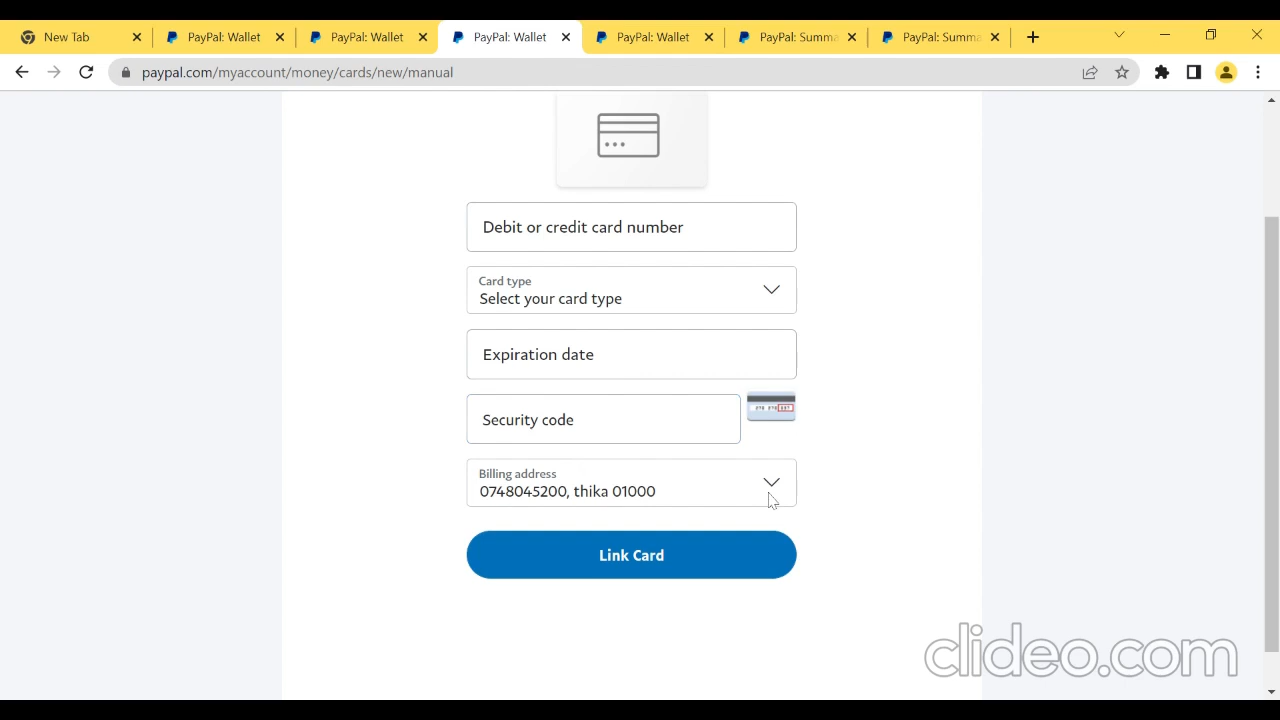 New Tab
PayPal: Wallet
PayPal: Wallet
PayPal: Wallet
PayPal: Wallet
PayPal: Summa
PayPal: Summa
paypal.com/myaccount/money/cards/new/manual
Debit or credit card number
Card type
Select your card type
Expiration date
Security code
Billing address
0748045200, thika 01000
Link Card
clideo.com